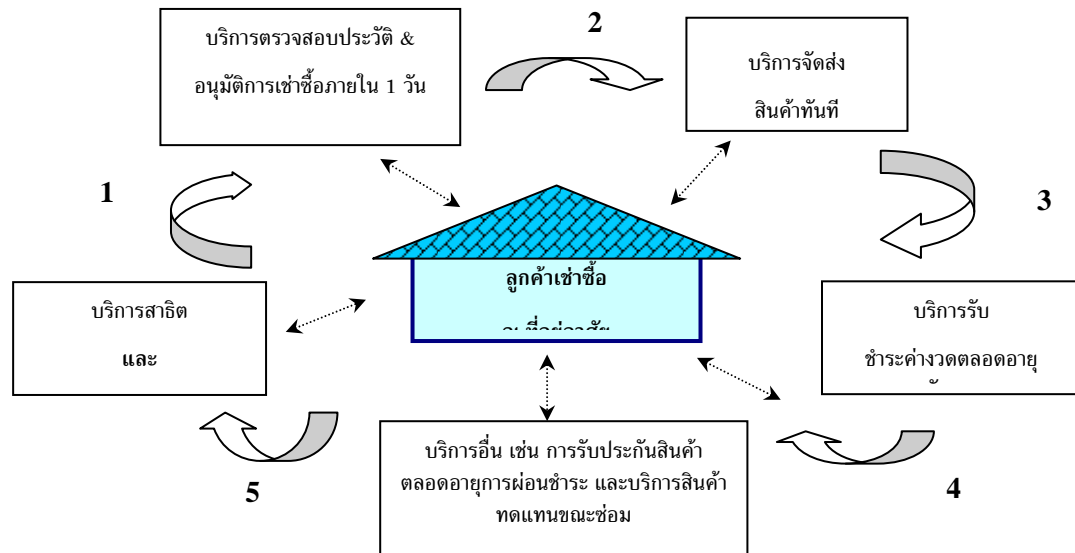 บริการตรวจสอบประวัติ &
อนุมัติการเช่าซื้อภายใน 1 วัน
2
บริการจัดส่ง
สินค้าทันที
1
3
ลูกค้าเช่าซื้อ
บริการสาธิต
และ
บริการรับ
ชำระค่างวดตลอดอายุ
บริการอื่น เช่น การรับประกันสินค้า
ตลอดอายุการผ่อนชำระ และบริการสินค้า
ทดแทนขณะซ่อม
5
4